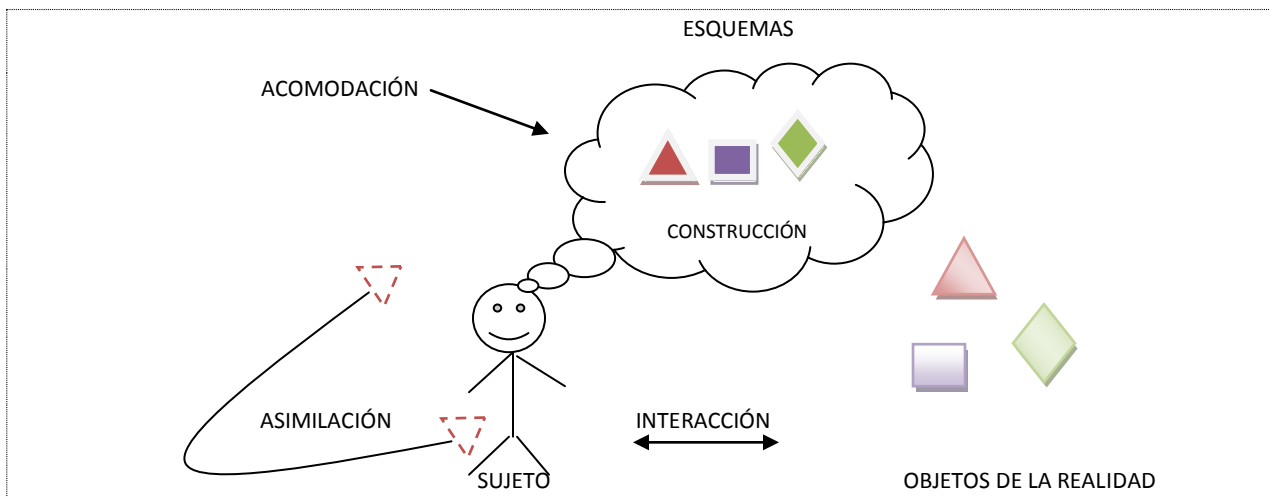 ESQUEMAS
ACOMODACIÓN
CONSTRUCCIÓN
ASIMILACIÓN
INTERACCIÓN
SUJETO
OBJETOS DE LA REALIDAD